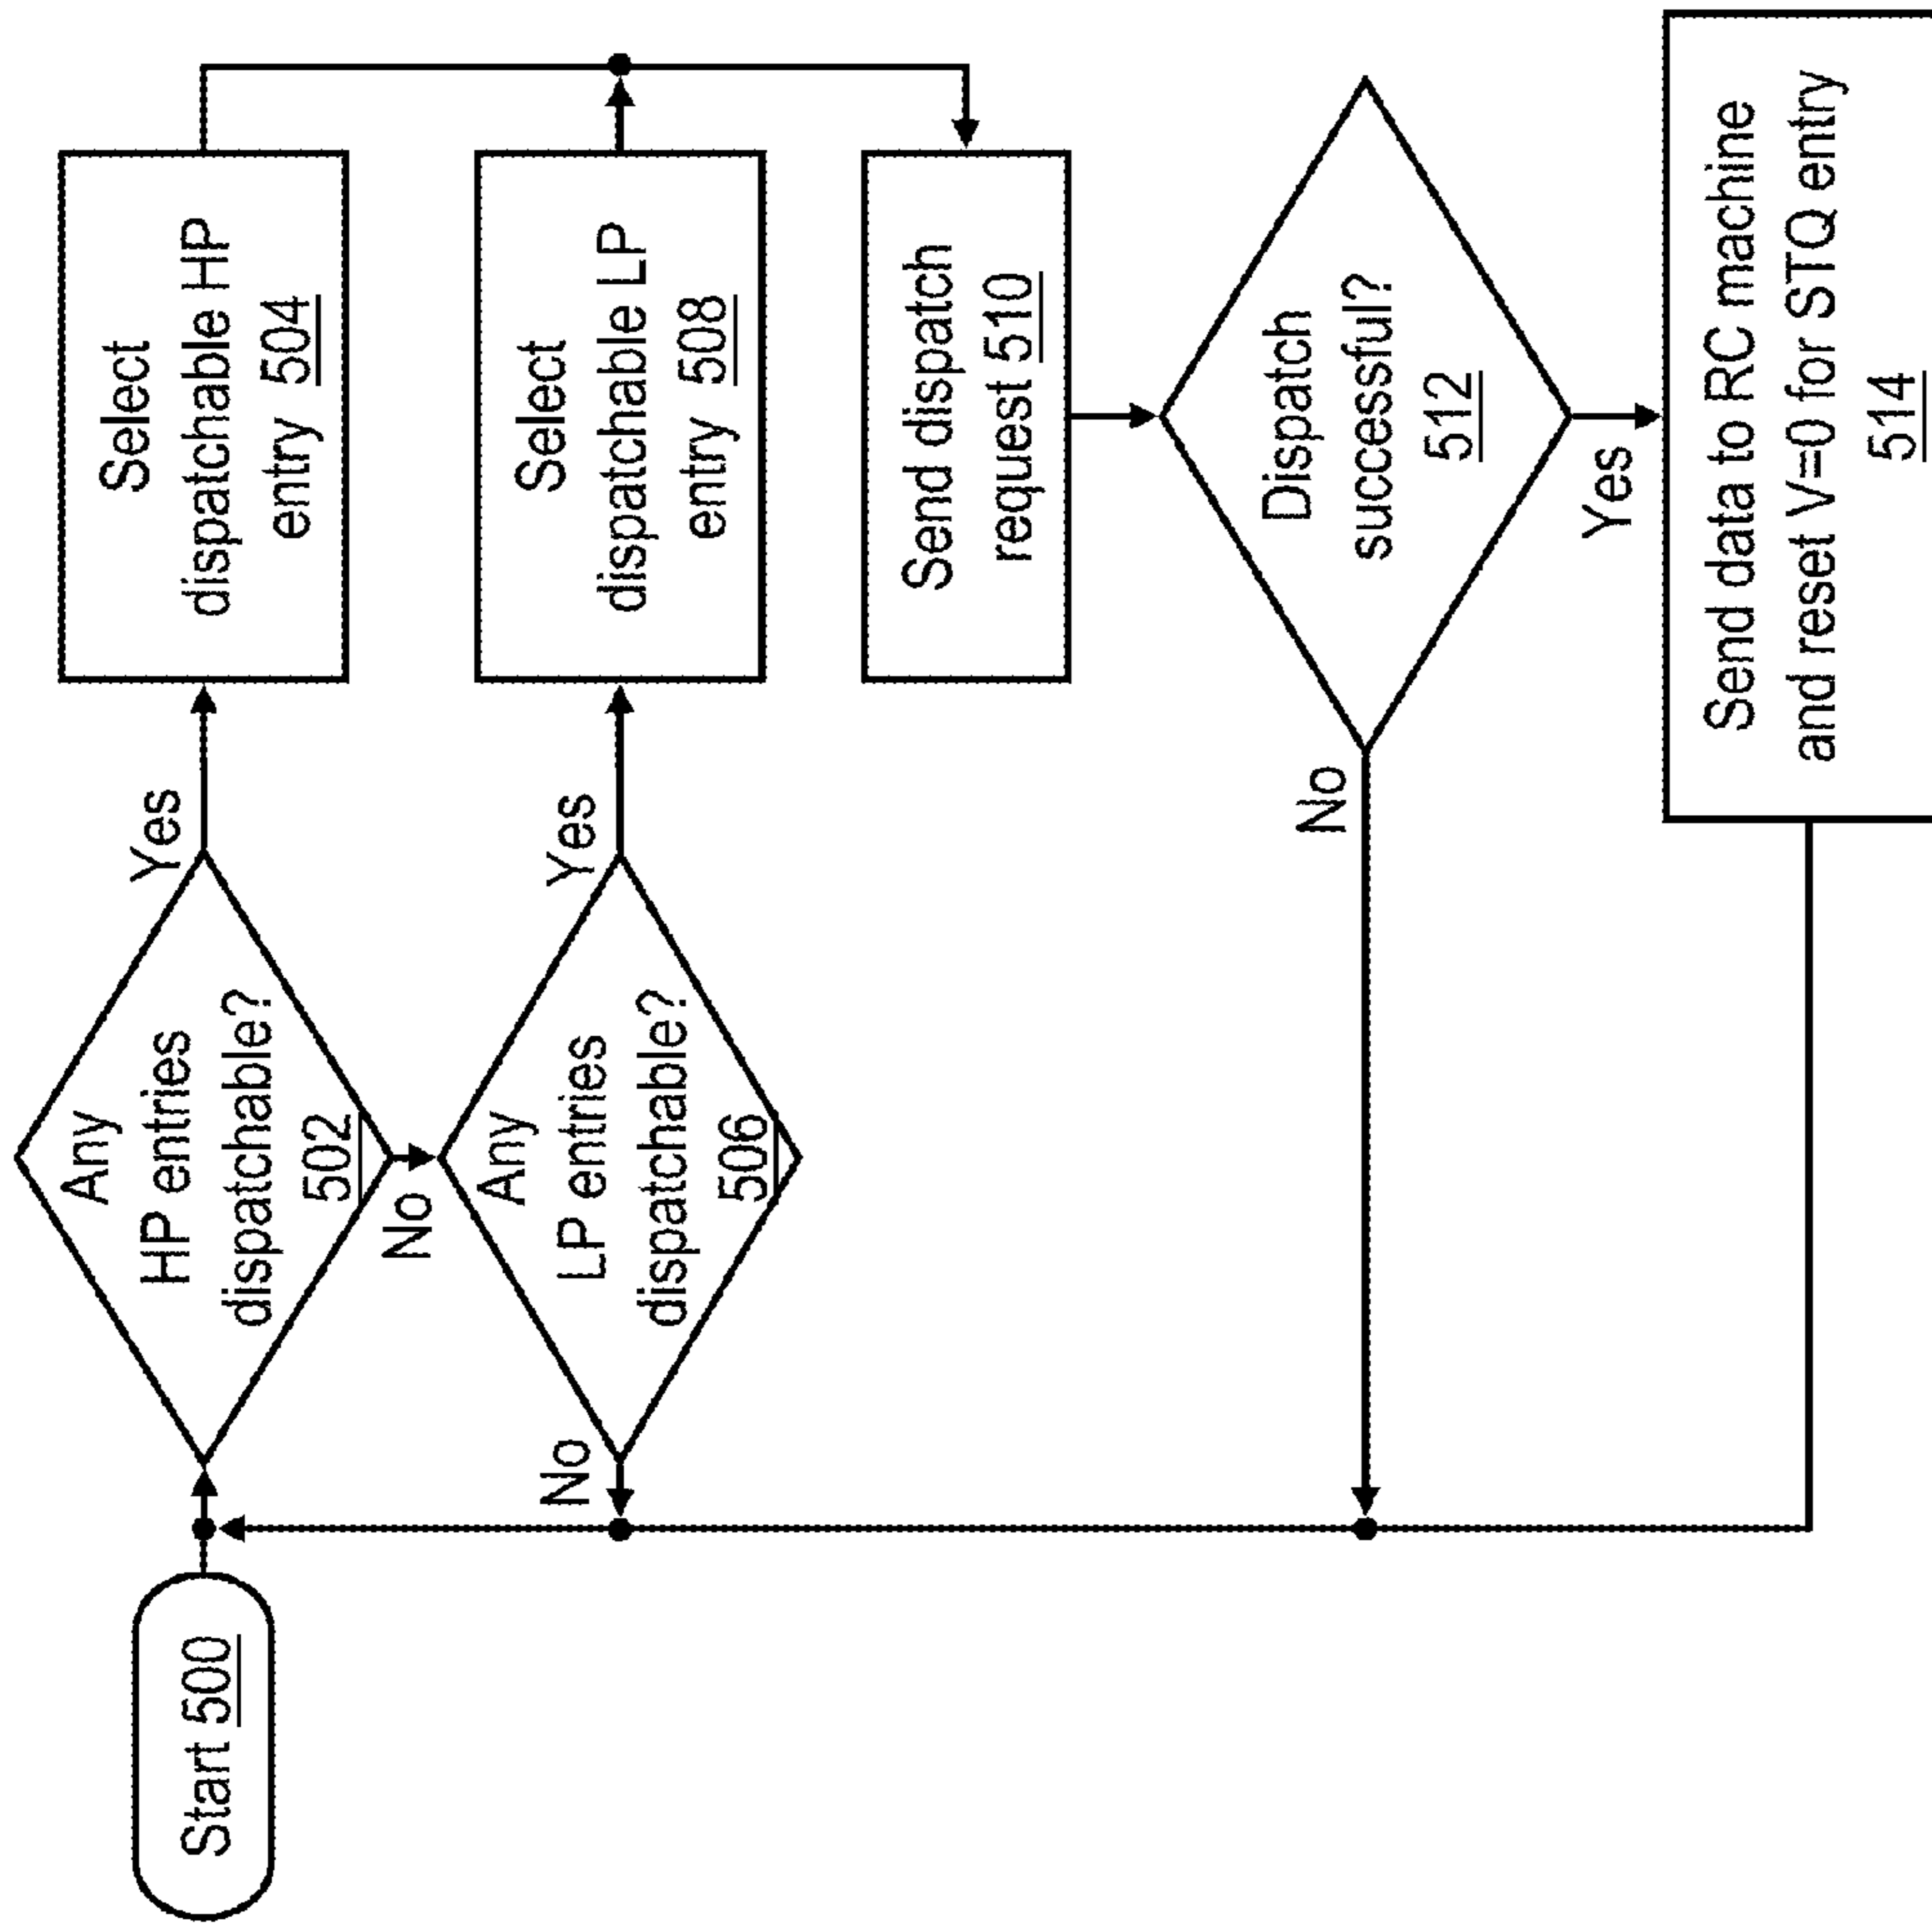 Start 500
Any
HP entries
dispatchable?
502
Yes
Select
dispatchable HP
entry 504
No
Any
LP entries
dispatchable?
506
No
Yes
Select
dispatchable LP
entry 508
Send dispatch
request 510
Dispatch
successful?
512
No
Yes
Send data to RC machine
and reset V=0 for STQ entry
514